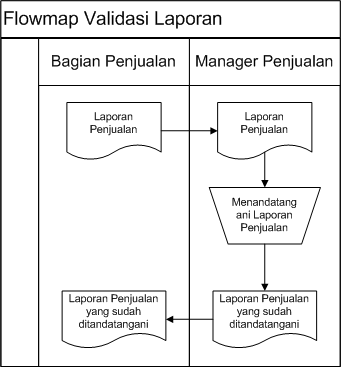 Flowmap Validasi Laporan
Bagian Penjualan
Manager Penjualan
Laporan
Penjualan
Laporan
Penjualan
Menandatang
ani Laporan
Penjualan
Laporan Penjualan
yang sudah
ditandatangani
Laporan Penjualan
yang sudah
ditandatangani